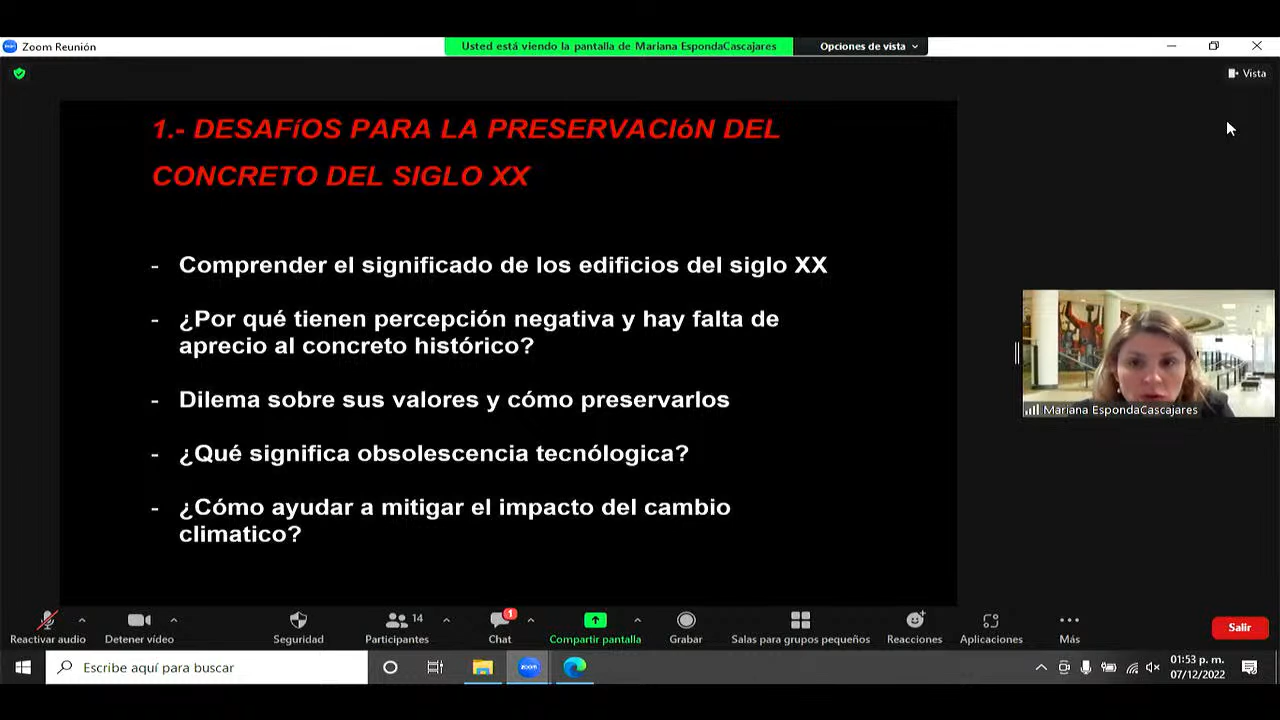 Zoom Reunión
Usted está viendo la pantalla de Mariana EspondaCascajares
Opciones de vista
Vista
1.- DESAFíOS PARA LA PRESERVACIóN DEL
CONCRETO DEL SIGLO XX
- Comprender el significado de los edificios del siglo XX
- ¿Por qué tienen percepción negativa y hay falta de
aprecio al concreto histórico?
- Dilema sobre sus valores y cómo preservarlos
- ¿Qué significa obsolescencia tecnólogica?
- ¿Cómo ayudar a mitigar el impacto del cambio
climatico?
Mariana EspondaCascajares
Reactivar audio
Detener vídeo
Seguridad
14
Participantes
1
Chat
Compartir pantalla
Grabar
Salas para grupos pequeños
Reacciones
Aplicaciones
Más
Salir
Escribe aquí para buscar
zoom
01:53 p. m.
07/12/2022